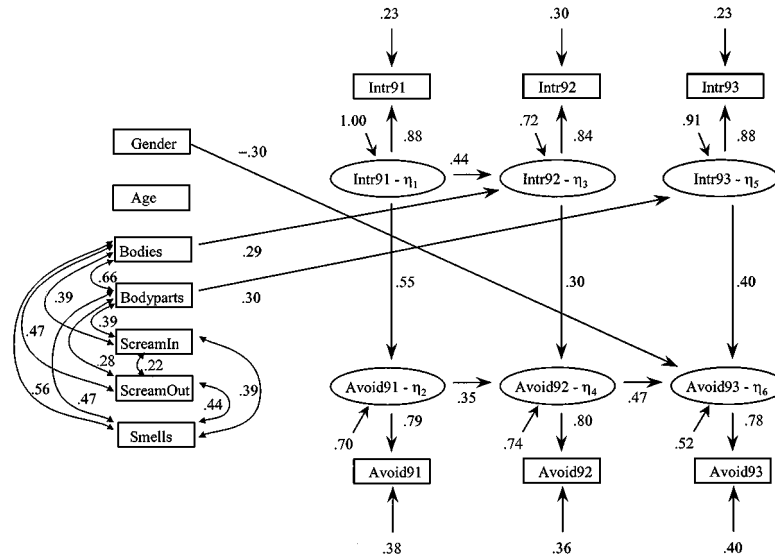 .23 .30 .23
Intr91 Intr92 Intr93
1.00 .88 .72 .84 .91 .88
Gender –.30
.44
Intr91 - η1 Intr92 - η3 Intr93 - η5
Age
Bodies .29
.66
Bodyparts .30 .55 .30 .40
.39
.39
ScreamIn
.47 .28 .22
ScreamOut
.56 .47 .44 .39
Smells
Avoid91 - η2 .35 Avoid92 - η4 .47 Avoid93 - η6
.70 .79 .74 .80 .52 .78
Avoid91 Avoid92 Avoid93
.38 .36 .40